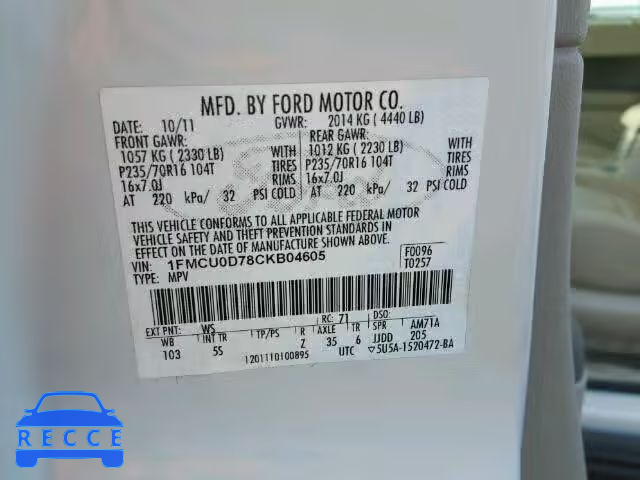 MFD. BY FORD MOTOR CO.
DATE: 10/11 GVWR: 2014 KG ( 4440 LB)
FRONT GAWR: REAR GAWR:
1057 KG ( 2330 LB) WITH 1012 KG ( 2230 LB) WITH
P235/70R16 104T TIRES P235/70R16 104T TIRES
16x7.0J RIMS 16x7.0J RIMS
AT 220 kPa/ 32 PSI COLD AT 220 kPa/ 32 PSI COLD
THIS VEHICLE CONFORMS TO ALL APPLICABLE FEDERAL MOTOR
VEHICLE SAFETY AND THEFT PREVENTION STANDARDS IN EFFECT
ON THE DATE OF MANUFACTURE SHOWN ABOVE.
VIN: 1FMCU0D78CKB04605 F0096
TYPE: MPV T0257
RC: 71 DSO:
EXT PNT: WS AM71A
WB INT TR TP/PS R AXLE TR SPR 205
103 5S Z 35 6 JJDD
1201110100895 UTC ▽5U5A-1520472-BA
RECCE